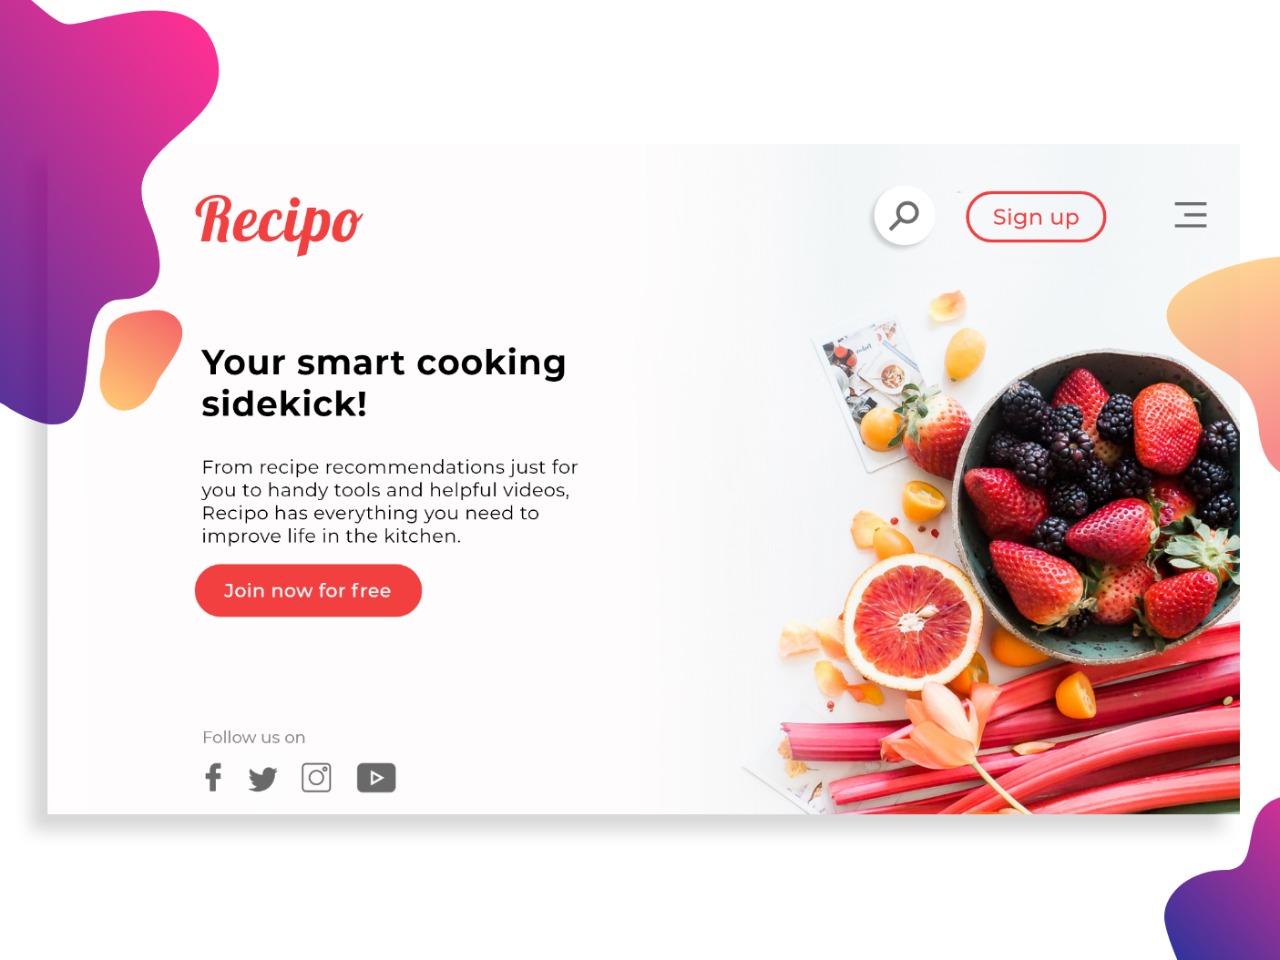 Recipo
Sign up
Your smart cooking
sidekick!
From recipe recommendations just for
you to handy tools and helpful videos,
Recipo has everything you need to
improve life in the kitchen.
Join now for free
Follow us on